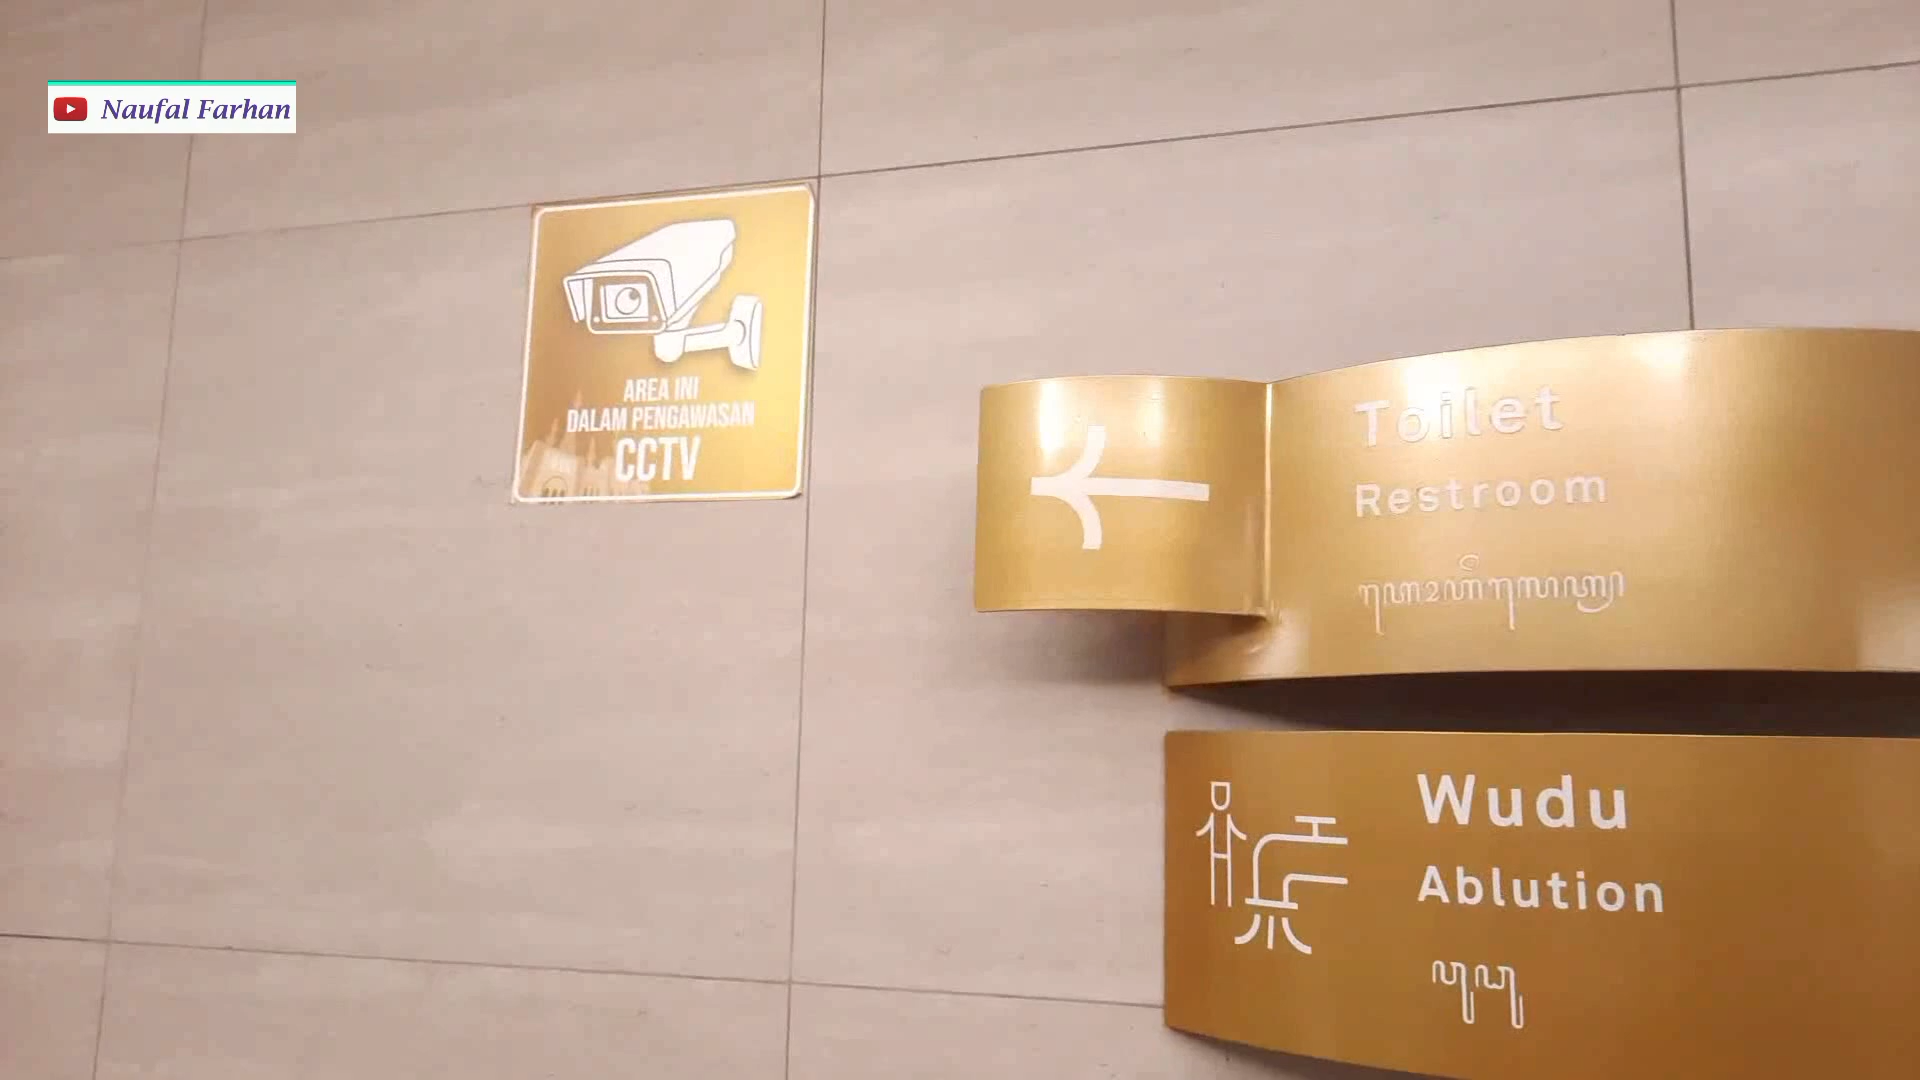 Naufal Farhan
AREA INI
DALAM PENGAWASAN
CCTV
Toilet
Restroom
Wudu
Ablution
ꦮꦸꦝꦸ